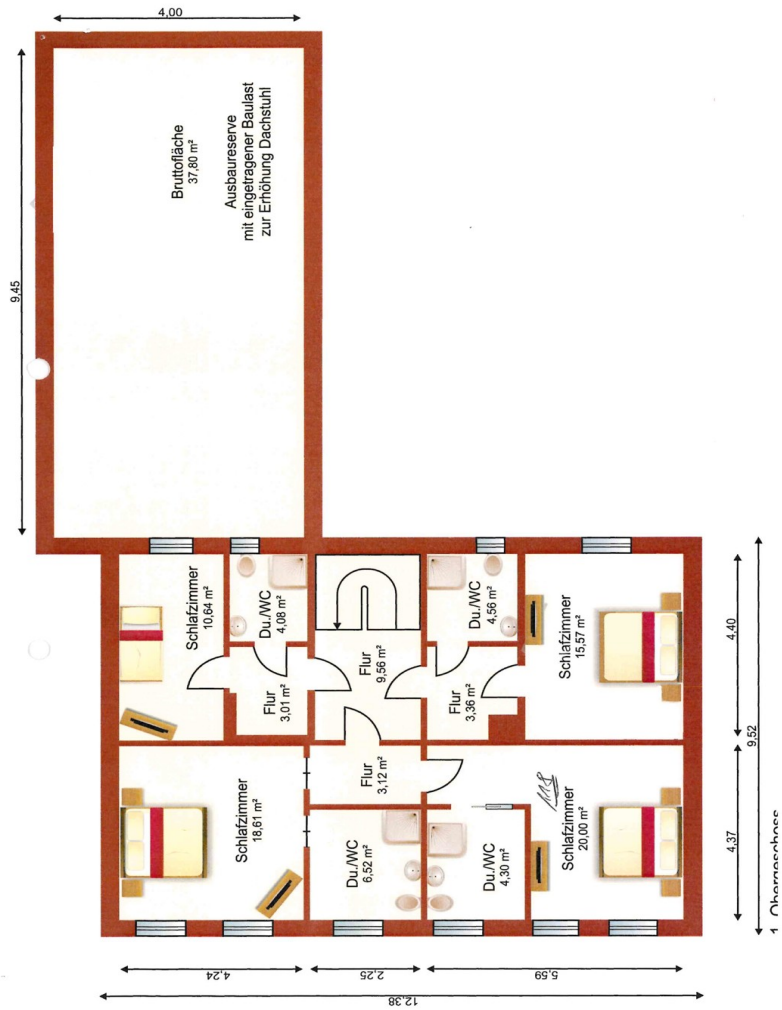 4,00
9,45
Bruttofläche
37,80 m²
Ausbaureserve
mit eingetragener Baulast
zur Erhöhung Dachstuhl
Schlafzimmer
10,64 m²
Du./WC
4,08 m²
Flur
3,01 m²
Flur
9,56 m²
Du./WC
4,56 m²
Flur
3,36 m²
Schlafzimmer
15,57 m²
Schlafzimmer
18,61 m²
Flur
3,12 m²
Du./WC
6,52 m²
Du./WC
4,30 m²
118
Schlafzimmer
20,00 m²
4,40
9,52
4,37
4,24
2,25
5,59
12,38
1. Obergeschoss